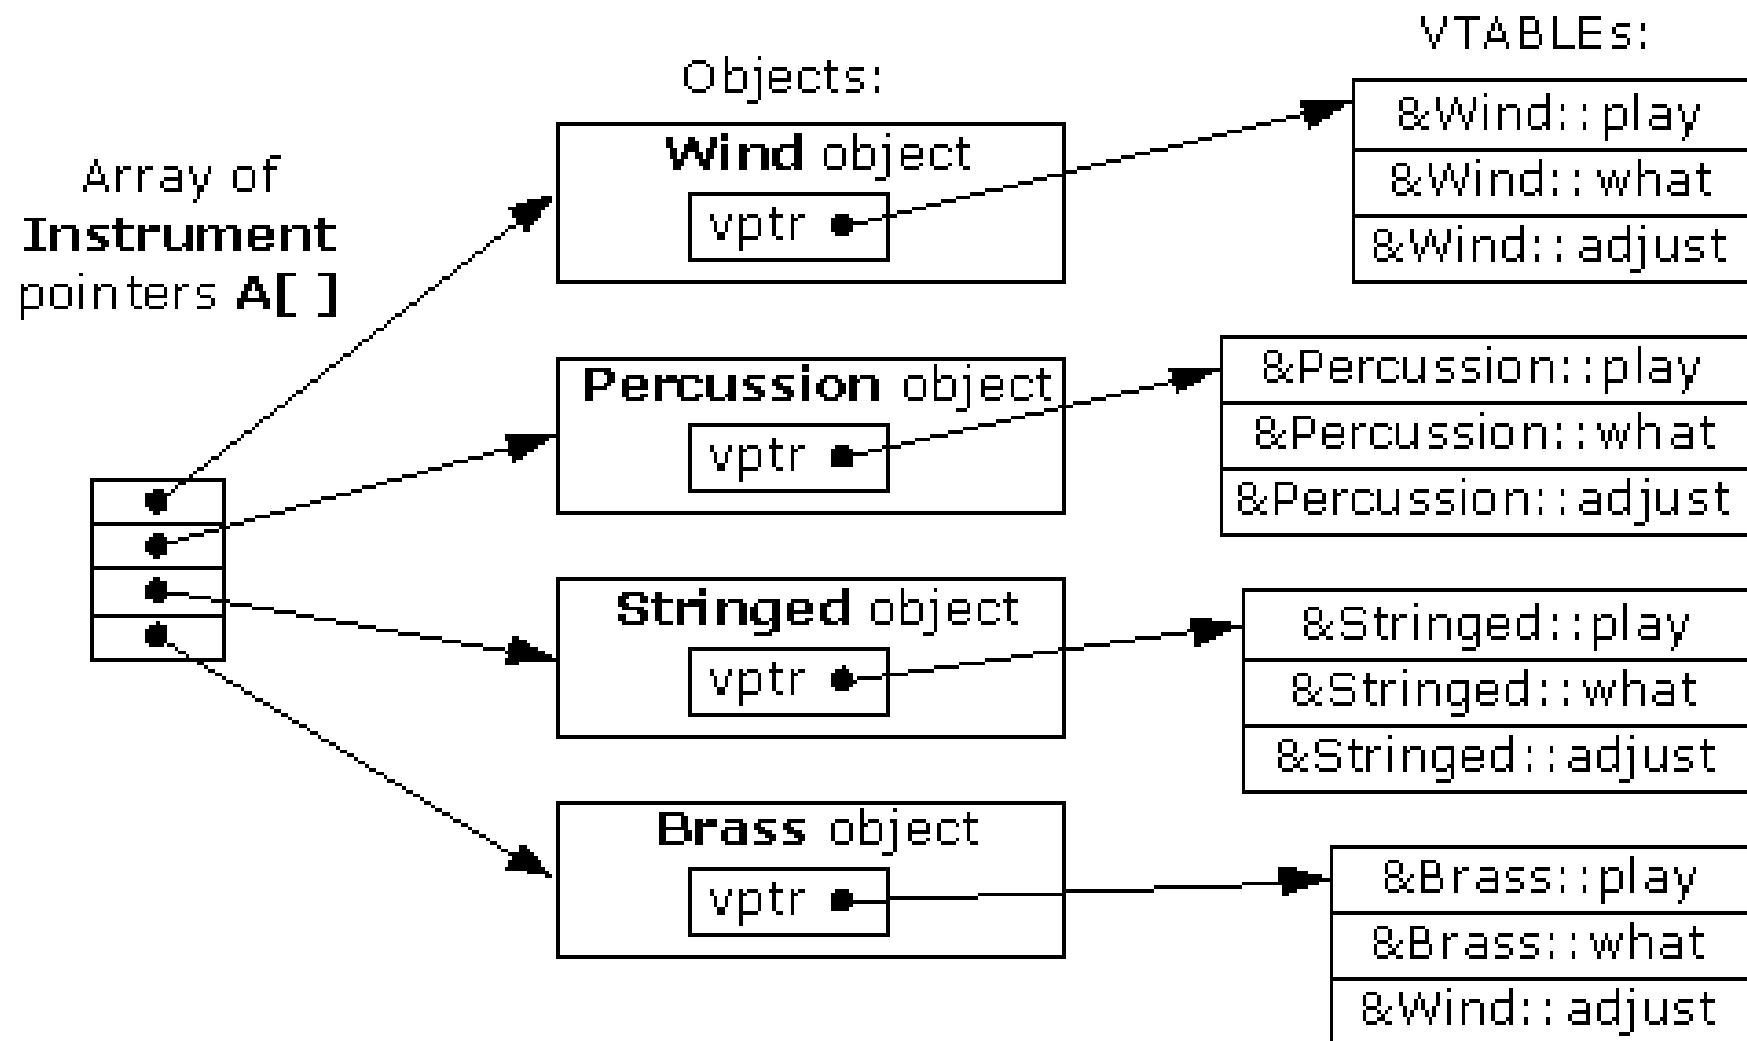 VTABLEs:
Objects:
Array of
Instrument
pointers A[ ]
Wind object
vptr
&Wind::play
&Wind::what
&Wind::adjust
Percussion object
vptr
&Percussion::play
&Percussion::what
&Percussion::adjust
Stringed object
vptr
&Stringed::play
&Stringed::what
&Stringed::adjust
Brass object
vptr
&Brass::play
&Brass::what
&Wind::adjust